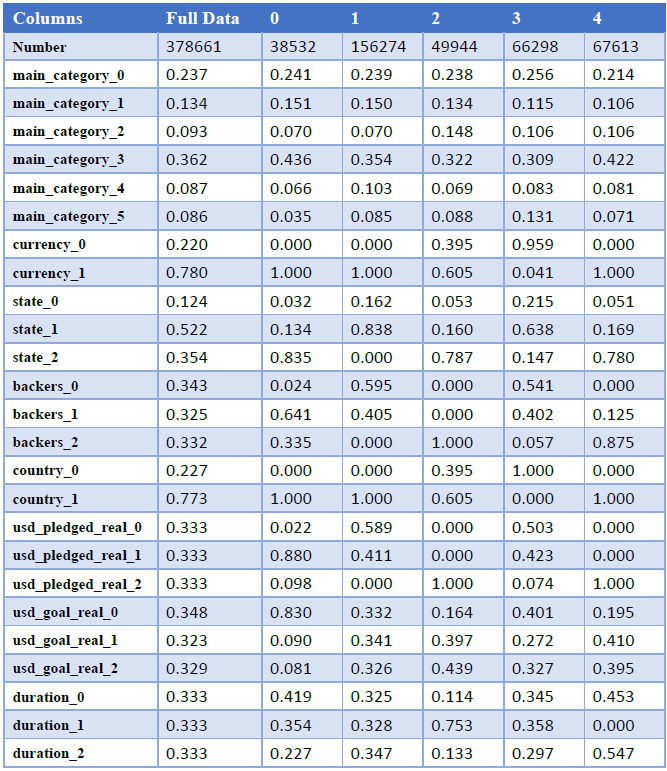 Columns Full Data 0 1 2 3 4
Number 378661 38532 156274 49944 66298 67613
main_category_0 0.237 0.241 0.239 0.238 0.256 0.214
main_category_1 0.134 0.151 0.150 0.134 0.115 0.106
main_category_2 0.093 0.070 0.070 0.148 0.106 0.106
main_category_3 0.362 0.436 0.354 0.322 0.309 0.422
main_category_4 0.087 0.066 0.103 0.069 0.083 0.081
main_category_5 0.086 0.035 0.085 0.088 0.131 0.071
currency_0 0.220 0.000 0.000 0.395 0.959 0.000
currency_1 0.780 1.000 1.000 0.605 0.041 1.000
state_0 0.124 0.032 0.162 0.053 0.215 0.051
state_1 0.522 0.134 0.838 0.160 0.638 0.169
state_2 0.354 0.835 0.000 0.787 0.147 0.780
backers_0 0.343 0.024 0.595 0.000 0.541 0.000
backers_1 0.325 0.641 0.405 0.000 0.402 0.125
backers_2 0.332 0.335 0.000 1.000 0.057 0.875
country_0 0.227 0.000 0.000 0.395 1.000 0.000
country_1 0.773 1.000 1.000 0.605 0.000 1.000
usd_pledged_real_0 0.333 0.022 0.589 0.000 0.503 0.000
usd_pledged_real_1 0.333 0.880 0.411 0.000 0.423 0.000
usd_pledged_real_2 0.333 0.098 0.000 1.000 0.074 1.000
usd_goal_real_0 0.348 0.830 0.332 0.164 0.401 0.195
usd_goal_real_1 0.323 0.090 0.341 0.397 0.272 0.410
usd_goal_real_2 0.329 0.081 0.326 0.439 0.327 0.395
duration_0 0.333 0.419 0.325 0.114 0.345 0.453
duration_1 0.333 0.354 0.328 0.753 0.358 0.000
duration_2 0.333 0.227 0.347 0.133 0.297 0.547